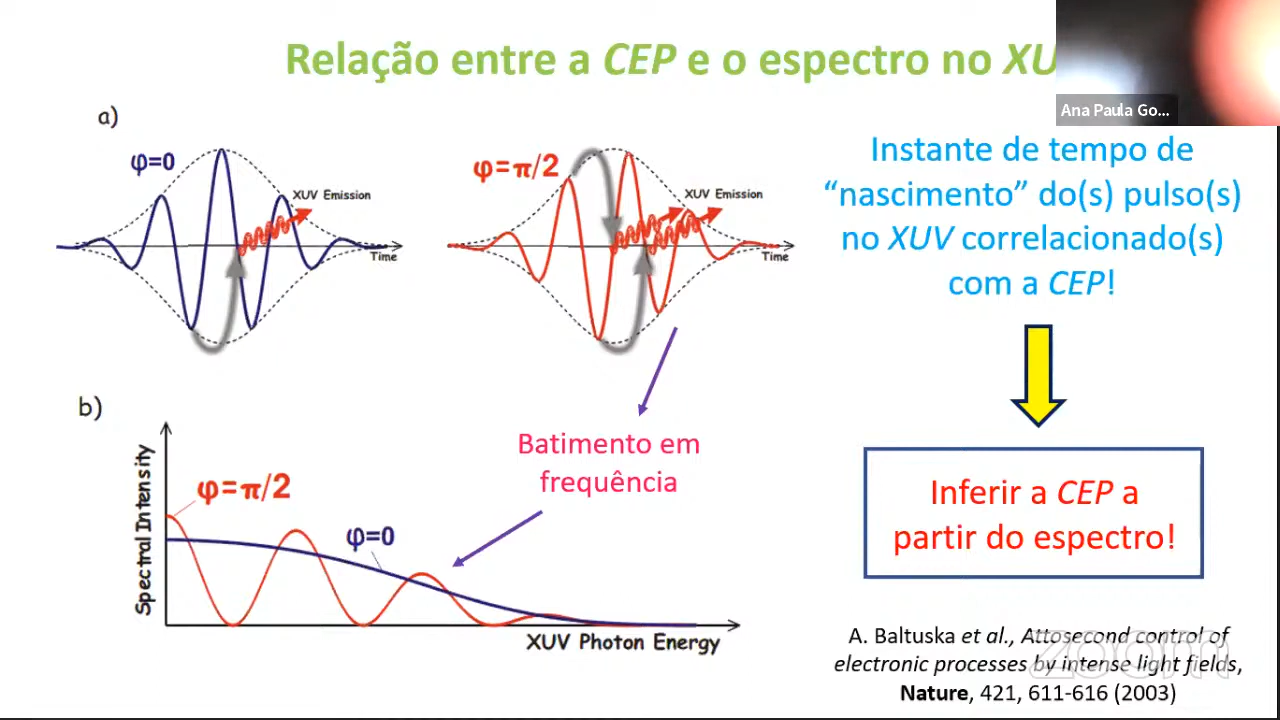 Relação entre a CEP e o espectro no XU
Ana Paula Go...
a)
φ=0
XUV Emission
Time
φ=π/2
XUV Emission
Time
Instante de tempo de
“nascimento” do(s) pulso(s)
no XUV correlacionado(s)
com a CEP!
b)
Spectral Intensity
φ=π/2
φ=0
XUV Photon Energy
Batimento em
frequência
Inferir a CEP a
partir do espectro!
A. Baltuska et al., Attosecond control of
electronic processes by intense light fields,
Nature, 421, 611-616 (2003)
zoom